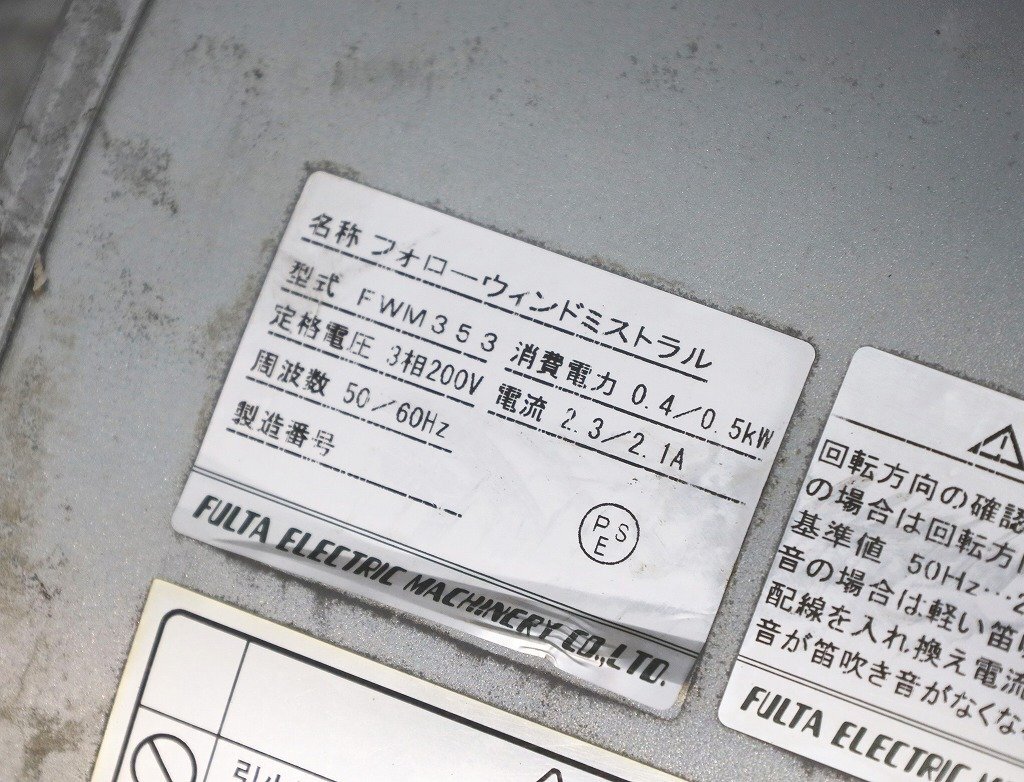 名称 フォローウィンドミストラル
型式 FWM353 消費電力 0.4/0.5kW
定格電圧 3相200V 電流 2.3/2.1A
周波数 50/60Hz
製造番号
PSE
FULTA ELECTRIC MACHINERY CO.,LTD.
回転方向の確認
の場合は回転方
基準値 50Hz…2
音の場合は軽い笛
配線を入れ換え電流
音が笛吹き音がなくな
FULTA ELECTRIC